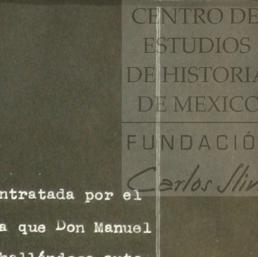 CENTRO DE
ESTUDIOS
DE HISTORIA
DE MEXICO
FUNDACIÓ
Carlos Slim
ntratada por el
a que Don Manuel